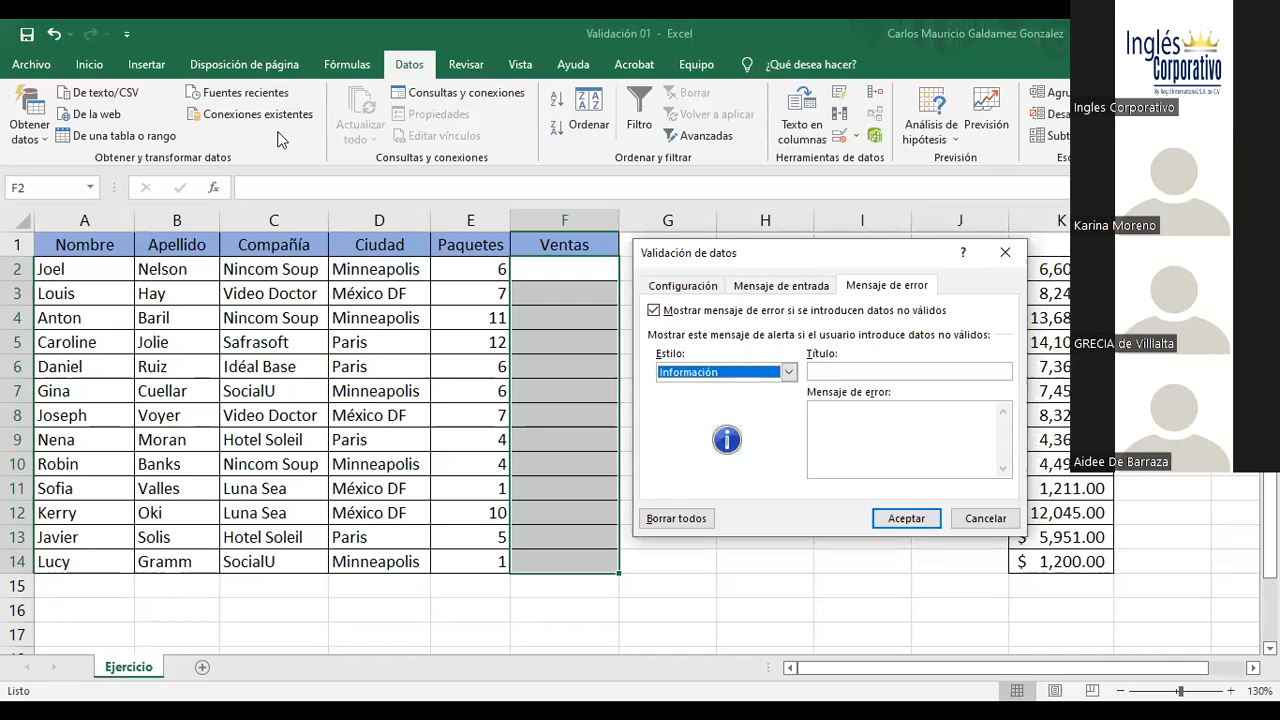 Validación 01 - Excel
Carlos Mauricio Galdamez Gonzalez
Archivo Inicio Insertar Disposición de página Fórmulas Datos Revisar Vista Ayuda Acrobat Equipo ¿Qué desea hacer?
Obtener datos
De texto/CSV
De la web
De una tabla o rango
Fuentes recientes
Conexiones existentes
Obtener y transformar datos
Actualizar todo
Consultas y conexiones
Propiedades
Editar vínculos
Consultas y conexiones
Ordenar
Filtro
Borrar
Volver a aplicar
Avanzadas
Ordenar y filtrar
Texto en columnas
Herramientas de datos
Análisis de hipótesis
Previsión
Previsión
F2
fx
A B C D E F G H I J K
1 Nombre Apellido Compañía Ciudad Paquetes Ventas
2 Joel Nelson Nincom Soup Minneapolis 6
3 Louis Hay Video Doctor México DF 7
4 Anton Baril Nincom Soup Minneapolis 11
5 Caroline Jolie Safrasoft Paris 12
6 Daniel Ruiz Idéal Base Paris 6
7 Gina Cuellar SocialU Minneapolis 6
8 Joseph Voyer Video Doctor México DF 7
9 Nena Moran Hotel Soleil Paris 4
10 Robin Banks Nincom Soup Minneapolis 4
11 Sofia Valles Luna Sea México DF 1 1,211.00
12 Kerry Oki Luna Sea México DF 10 12,045.00
13 Javier Solis Hotel Soleil Paris 5 $ 5,951.00
14 Lucy Gramm SocialU Minneapolis 1 $ 1,200.00
15
16
17
Validación de datos
?
Configuración Mensaje de entrada Mensaje de error
Mostrar mensaje de error si se introducen datos no válidos
Mostrar este mensaje de alerta si el usuario introduce datos no válidos:
Estilo: Título:
Información
Mensaje de error:
i
Borrar todos Aceptar Cancelar
Inglés
Corporativo
Ingles Corporativo
Karina Moreno
GRECIA de Villlalta
Aidee De Barraza
Ejercicio
Listo
130%